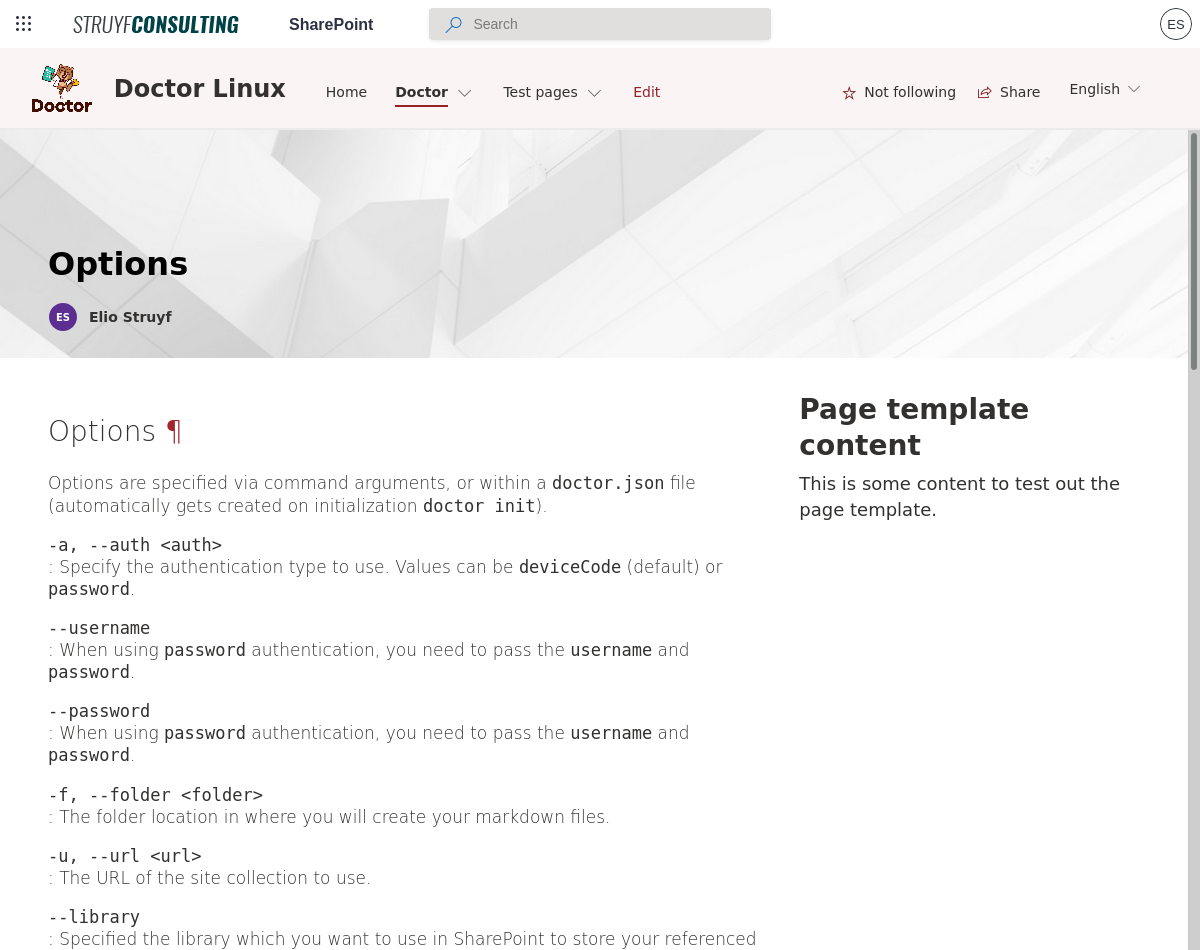 STRUYFCONSULTING SharePoint Search ES
Doctor Doctor Linux Home Doctor Test pages Edit Not following Share English
Options
ES Elio Struyf
Options ¶
Options are specified via command arguments, or within a doctor.json file
(automatically gets created on initialization doctor init).
-a, --auth <auth>
: Specify the authentication type to use. Values can be deviceCode (default) or
password.
--username
: When using password authentication, you need to pass the username and
password.
--password
: When using password authentication, you need to pass the username and
password.
-f, --folder <folder>
: The folder location in where you will create your markdown files.
-u, --url <url>
: The URL of the site collection to use.
--library
: Specified the library which you want to use in SharePoint to store your referenced
Page template
content
This is some content to test out the
page template.